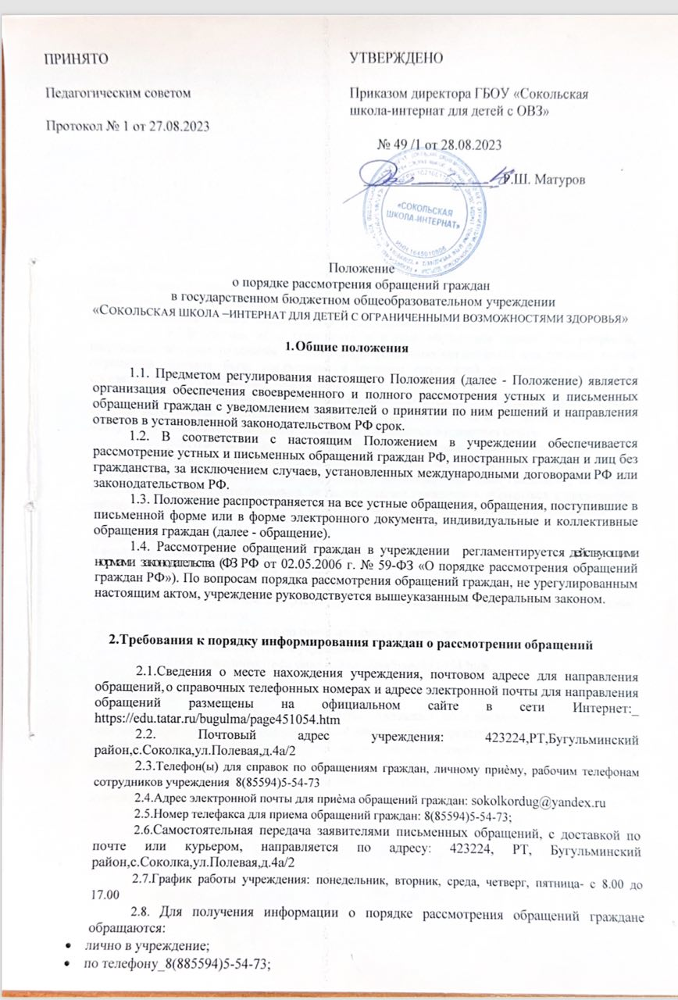 ПРИНЯТО
УТВЕРЖДЕНО
Педагогическим советом
Приказом директора ГБОУ «Сокольская
школа-интернат для детей с ОВЗ»
Протокол № 1 от 27.08.2023
№ 49 /1 от 28.08.2023
Р.Ш. Матуров
«СОКОЛЬСКАЯ
ШКОЛА-ИНТЕРНАТ»
Положение
о порядке рассмотрения обращений граждан
в государственном бюджетном общеобразовательном учреждении
«СОКОЛЬСКАЯ ШКОЛА –ИНТЕРНАТ ДЛЯ ДЕТЕЙ С ОГРАНИЧЕННЫМИ ВОЗМОЖНОСТЯМИ ЗДОРОВЬЯ»
1.Общие положения
1.1. Предметом регулирования настоящего Положения (далее - Положение) является
организация обеспечения своевременного и полного рассмотрения устных и письменных
обращений граждан с уведомлением заявителей о принятии по ним решений и направления
ответов в установленной законодательством РФ срок.
1.2. В соответствии с настоящим Положением в учреждении обеспечивается
рассмотрение устных и письменных обращений граждан РФ, иностранных граждан и лиц без
гражданства, за исключением случаев, установленных международными договорами РФ или
законодательством РФ.
1.3. Положение распространяется на все устные обращения, обращения, поступившие в
письменной форме или в форме электронного документа, индивидуальные и коллективные
обращения граждан (далее - обращение).
1.4. Рассмотрение обращений граждан в учреждении регламентируется действующими
нормами законодательства (ФЗ РФ от 02.05.2006 г. № 59-ФЗ «О порядке рассмотрения обращений
граждан РФ»). По вопросам порядка рассмотрения обращений граждан, не урегулированным
настоящим актом, учреждение руководствуется вышеуказанным Федеральным законом.
2.Требования к порядку информирования граждан о рассмотрении обращений
2.1.Сведения о месте нахождения учреждения, почтовом адресе для направления
обращений, о справочных телефонных номерах и адресе электронной почты для направления
обращений размещены на официальном сайте в сети Интернет:_
https://edu.tatar.ru/bugulma/page451054.htm
2.2. Почтовый адрес учреждения: 423224,РТ,Бугульминский
район,с.Соколка,ул.Полевая,д.4а/2
2.3.Телефон(ы) для справок по обращениям граждан, личному приѐму, рабочим телефонам
сотрудников учреждения 8(85594)5-54-73
2.4.Адрес электронной почты для приѐма обращений граждан: sokolkordug@yandex.ru
2.5.Номер телефакса для приема обращений граждан: 8(85594)5-54-73;
2.6.Самостоятельная передача заявителями письменных обращений, с доставкой по
почте или курьером, направляется по адресу: 423224, РТ, Бугульминский
район,с.Соколка,ул.Полевая,д.4а/2
2.7.График работы учреждения: понедельник, вторник, среда, четверг, пятница- с 8.00 до
17.00
2.8. Для получения информации о порядке рассмотрения обращений граждане
обращаются:
• лично в учреждение;
• по телефону_8(885594)5-54-73;